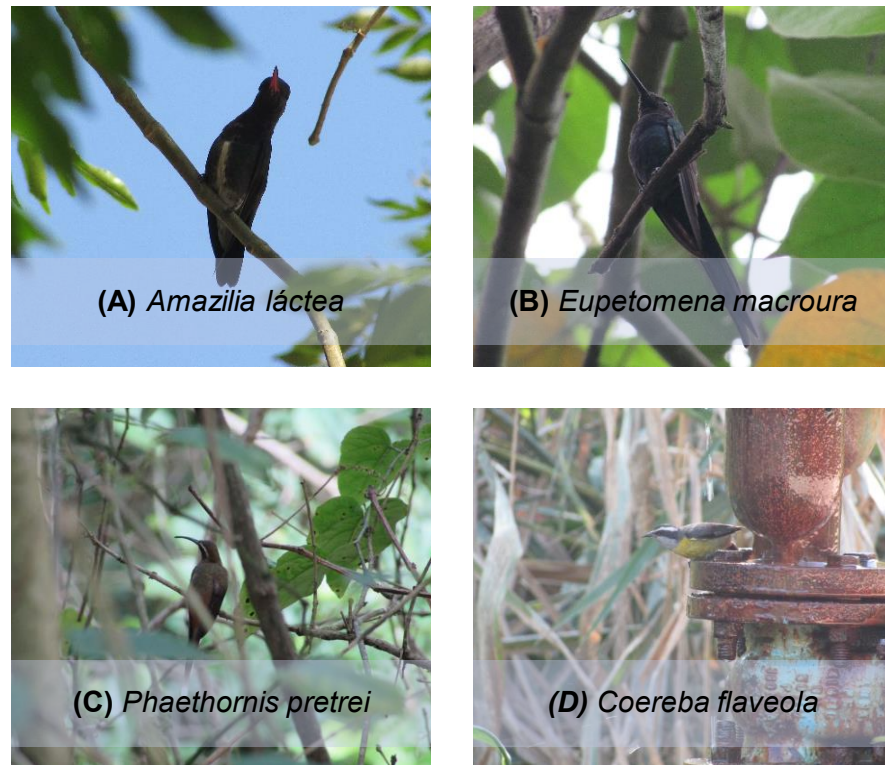 (A) Amazilia láctea
(B) Eupetomena macroura
(C) Phaethornis pretrei
(D) Coereba flaveola